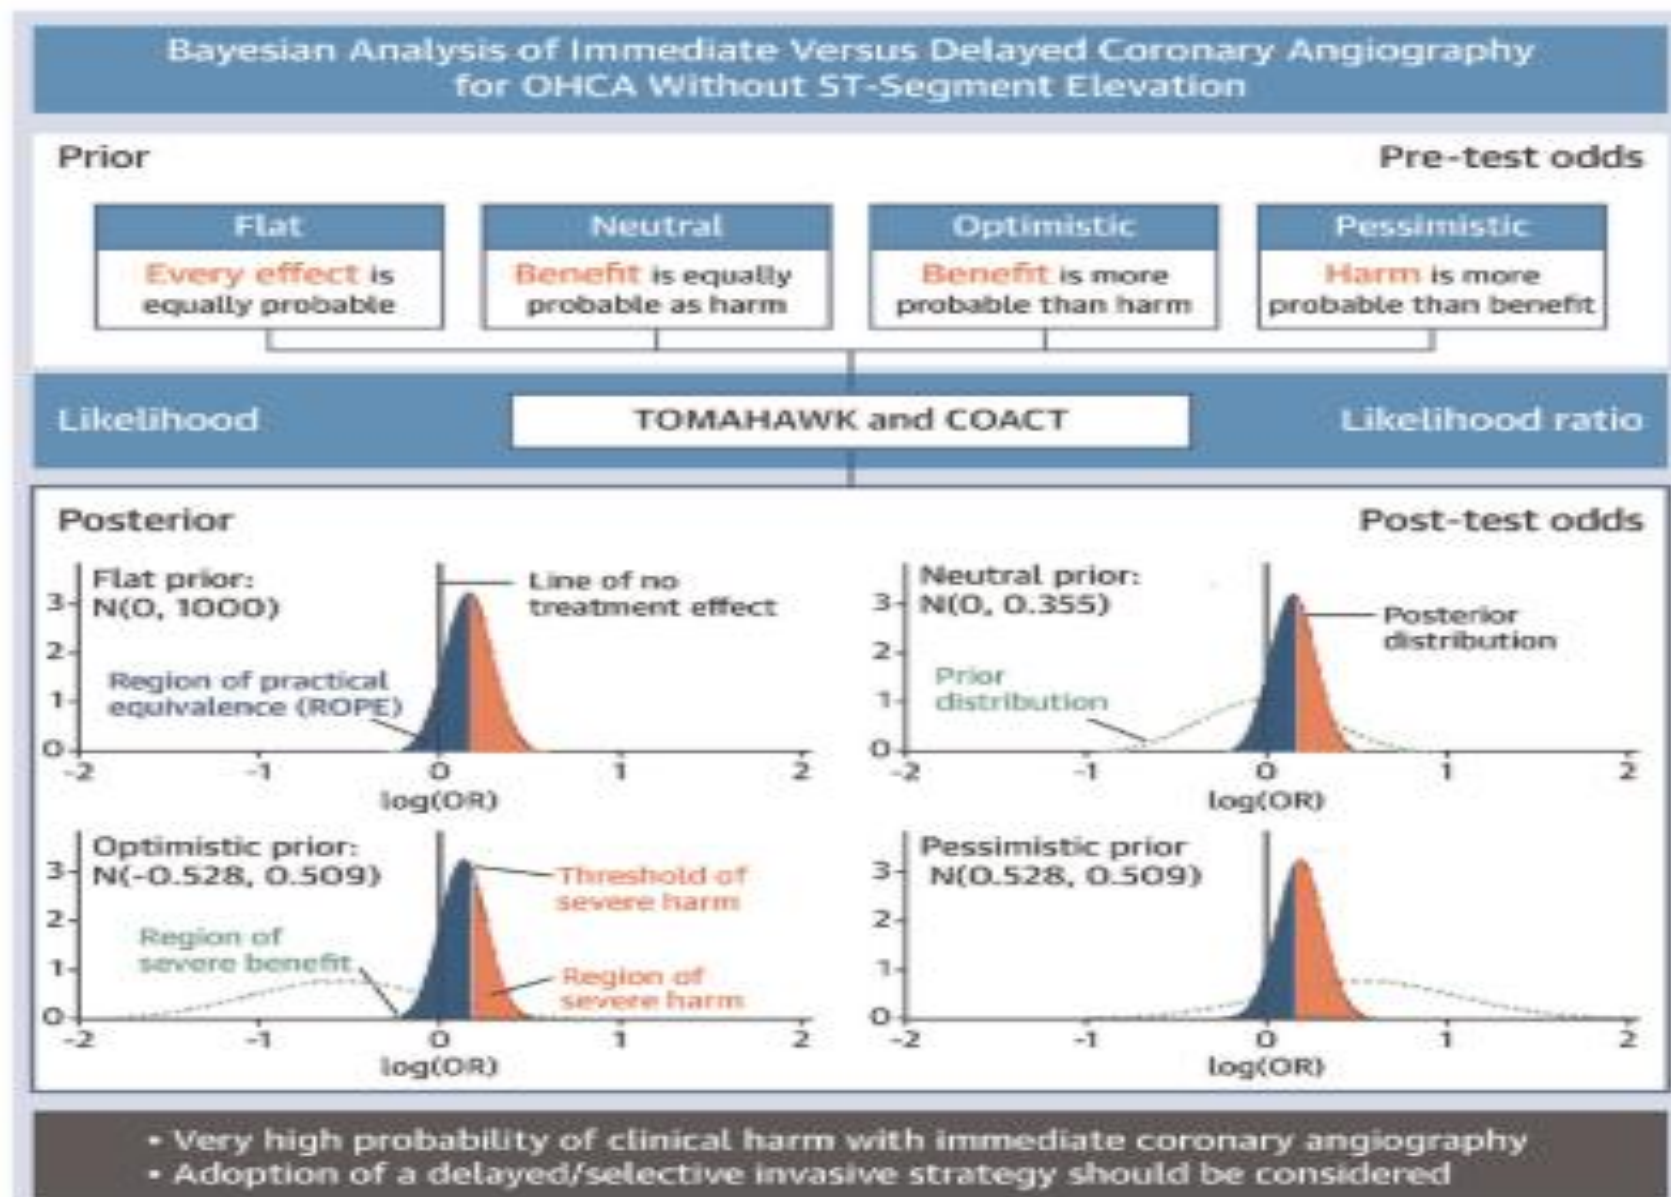 Bayesian Analysis of Immediate Versus Delayed Coronary Angiography
for OHCA Without ST-Segment Elevation
Prior
Pre-test odds
Flat
Every effect is
equally probable
Neutral
Benefit is equally
probable as harm
Optimistic
Benefit is more
probable than harm
Pessimistic
Harm is more
probable than benefit
Likelihood
TOMAHAWK and COACT
Likelihood ratio
Posterior
Post-test odds
Flat prior:
N(0, 1000)
Line of no
treatment effect
Region of practical
equivalence (ROPE)
3
2
1
0
-2 -1 0 1 2
log(OR)
Neutral prior:
N(0, 0.355)
Posterior
distribution
Prior
distribution
3
2
1
0
-2 -1 0 1 2
log(OR)
Optimistic prior:
N(-0.528, 0.509)
Threshold of
severe harm
Region of
severe benefit
Region of
severe harm
3
2
1
0
-2 -1 0 1 2
log(OR)
Pessimistic prior
N(0.528, 0.509)
3
2
1
0
-2 -1 0 1 2
log(OR)
• Very high probability of clinical harm with immediate coronary angiography
• Adoption of a delayed/selective invasive strategy should be considered